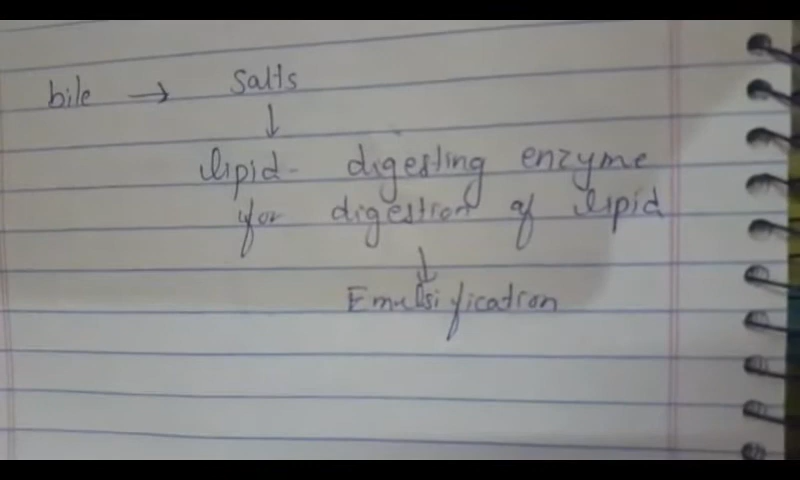 bile → Salts
↓
lipid- digesting enzyme
for digestion of lipid
↓
Emulsification